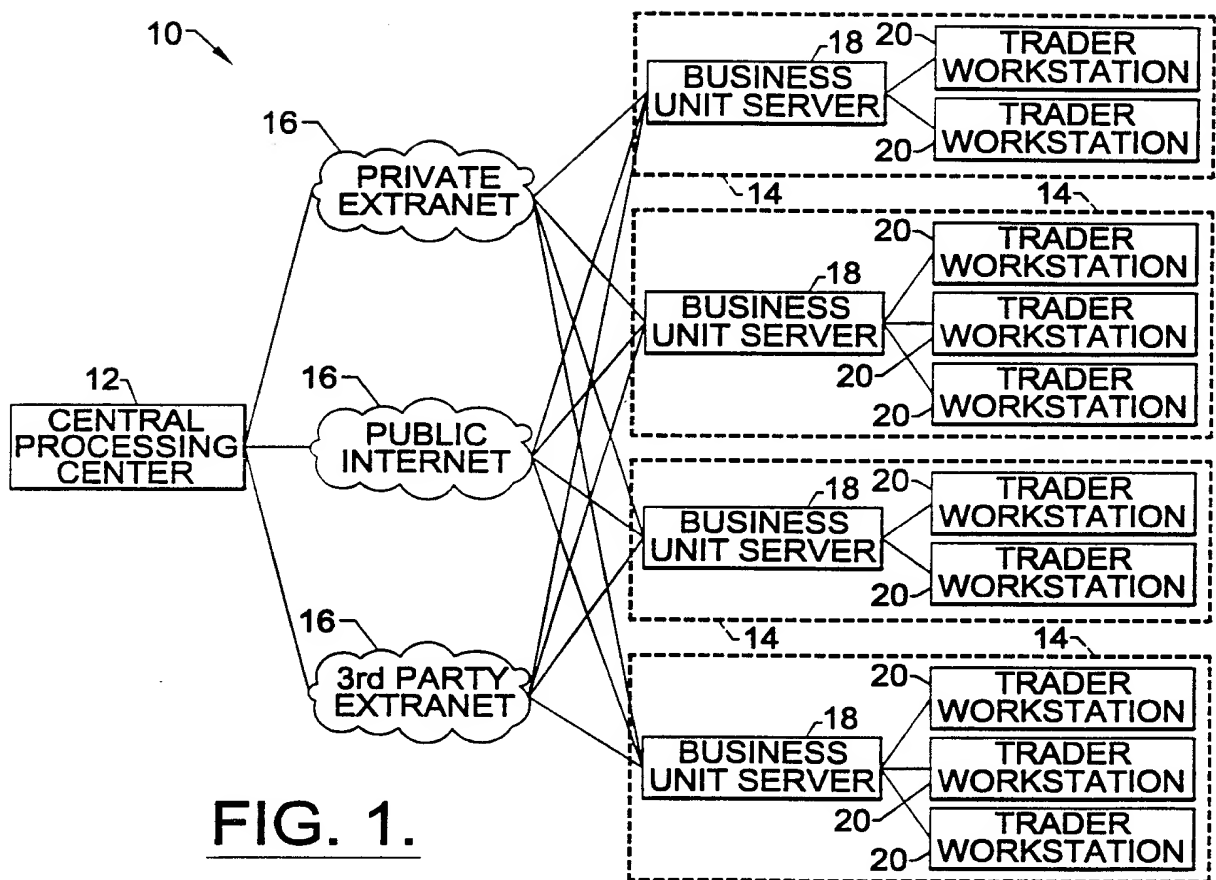 10
12
CENTRAL
PROCESSING
CENTER
16
PRIVATE
EXTRANET
16
PUBLIC
INTERNET
16
3rd PARTY
EXTRANET
18
BUSINESS
UNIT SERVER
20
TRADER
WORKSTATION
TRADER
WORKSTATION
20
14
14
18
BUSINESS
UNIT SERVER
20
TRADER
WORKSTATION
TRADER
WORKSTATION
20
TRADER
WORKSTATION
20
18
BUSINESS
UNIT SERVER
20
TRADER
WORKSTATION
TRADER
WORKSTATION
20
14
14
18
BUSINESS
UNIT SERVER
20
TRADER
WORKSTATION
TRADER
WORKSTATION
20
TRADER
WORKSTATION
20
FIG. 1.